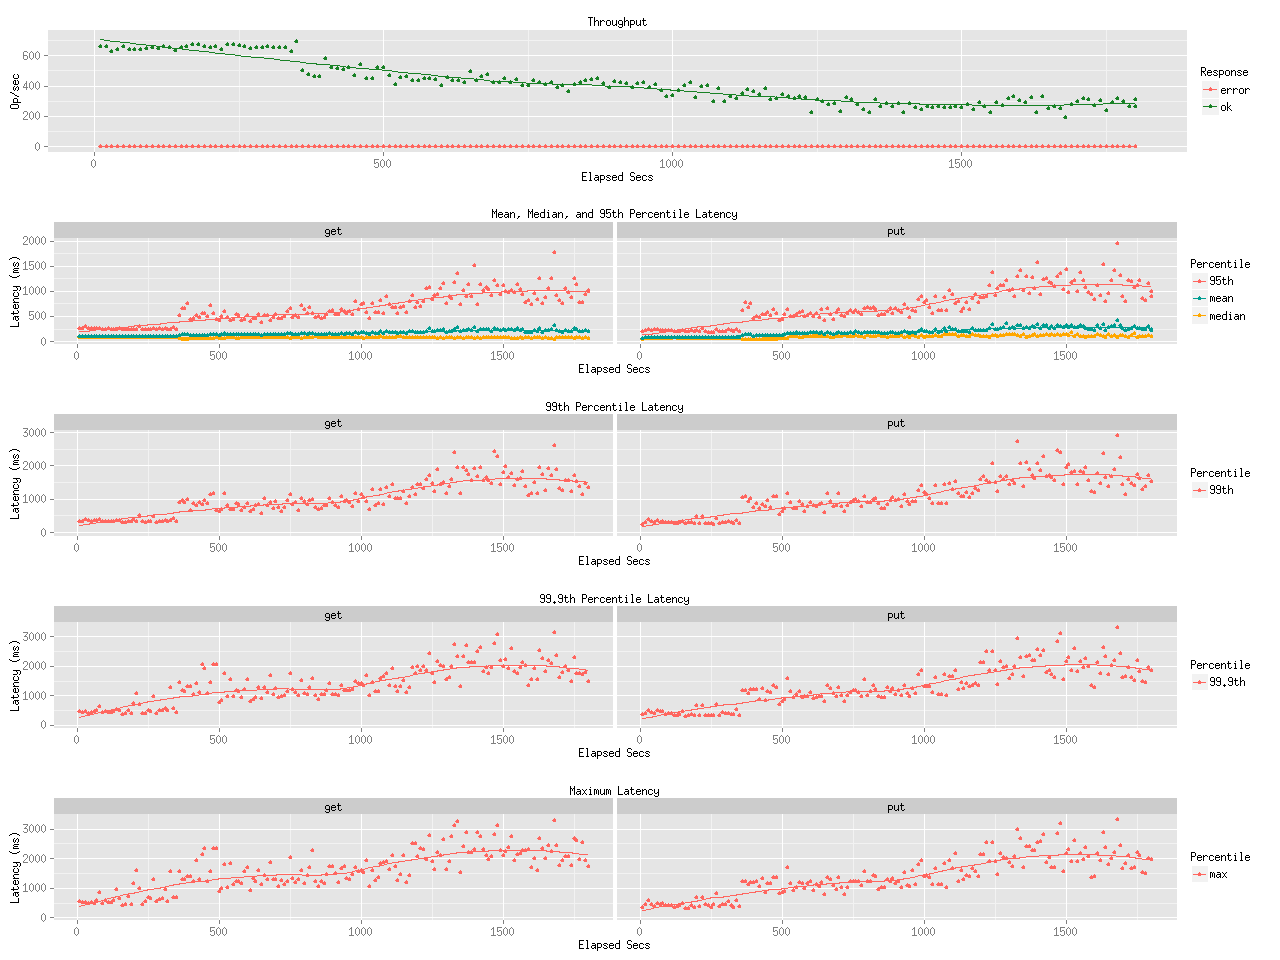 Throughput
600
400
200
0
Op/sec
0 500 1000 1500
Elapsed Secs
Response
error
ok
Mean, Median, and 95th Percentile Latency
get put
2000
1500
1000
500
0
Latency (ms)
0 500 1000 1500 0 500 1000 1500
Elapsed Secs
Percentile
95th
mean
median
99th Percentile Latency
get put
3000
2000
1000
0
Latency (ms)
0 500 1000 1500 0 500 1000 1500
Elapsed Secs
Percentile
99th
99.9th Percentile Latency
get put
3000
2000
1000
0
Latency (ms)
0 500 1000 1500 0 500 1000 1500
Elapsed Secs
Percentile
99.9th
Maximum Latency
get put
3000
2000
1000
0
Latency (ms)
0 500 1000 1500 0 500 1000 1500
Elapsed Secs
Percentile
max